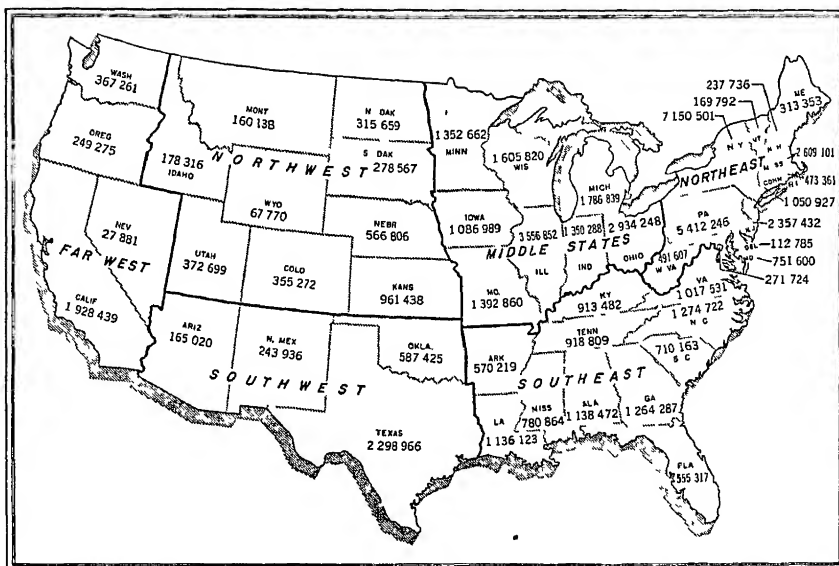 WASH
367 261
OREG
249 275
MONT
160 138
178 316
IDAHO
NORTHWEST
WYO
67 770
N DAK
315 659
S DAK
278 567
NEBR
566 806
KANS
961 438
UTAH
372 699
COLO
355 272
NEV
27 881
FAR WEST
CALIF
1 928 439
ARIZ
165 020
N. MEX
243 936
OKLA.
587 425
SOUTHWEST
TEXAS
2 298 966
1 352 662
MINN
1 605 820
WIS
MICH
1 786 839
IOWA
1 086 989
3 556 852
ILL
1 350 288
IND
2 934 248
OHIO
MIDDLE STATES
MO.
1 392 860
491 607
W VA
KY
913 482
VA
1 017 531
1 274 722
N C
TENN
918 809
710 163
S C
ARK
570 219
SOUTHEAST
LA
1 136 123
MISS
780 864
ALA
1 138 472
GA
1 264 287
FLA
555 317
237 736
169 792
7 150 501
ME
313 353
N Y
VT
N H
2 609 101
M SS
NORTHEAST
CONN
R I
473 361
1 050 927
PA
5 412 246
2 357 432
DEL
112 785
751 600
271 724